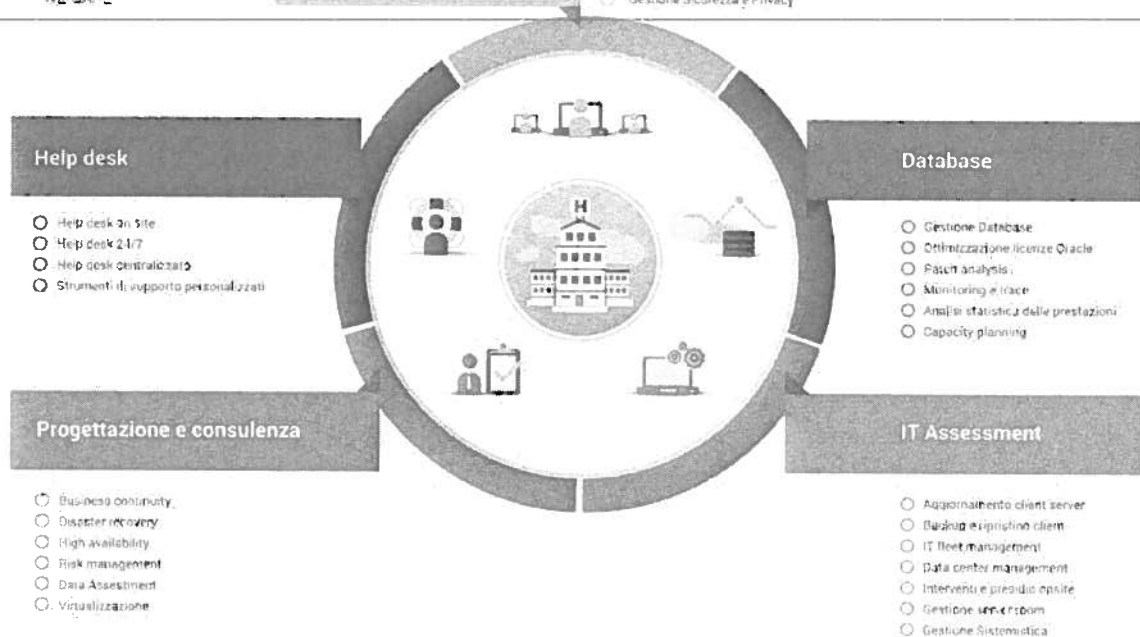 Gestione Sicurezza e Privacy
Help desk
Help desk on Site
Help desk 24/7
Help desk centralizzato
Strumenti di supporto personalizzati
H
Database
Gestione Database
Ottimizzazione licenze Oracle
Patch analysis
Monitoring e trace
Analisi statistica delle prestazioni
Capacity planning
Progettazione e consulenza
Business continuity
Disaster recovery
High availability
Risk management
Data Assestment
Virtualizzazione
IT Assessment
Aggiornamento client server
Backup e ripristino client
IT fleet management
Data center management
Interventi e presidio onsite
Gestione server room
Gestione Sistemistica